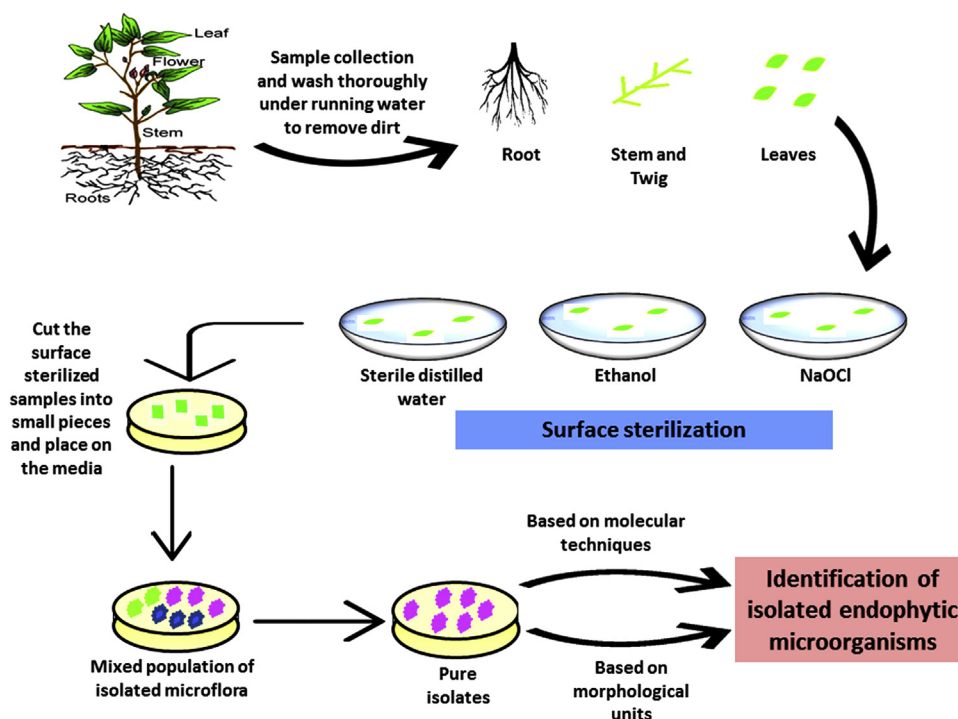 Leaf
Flower
Stem
Roots
Sample collection
and wash thoroughly
under running water
to remove dirt
Root
Stem and
Twig
Leaves
NaOCl
Ethanol
Sterile distilled
water
Surface sterilization
Cut the
surface
sterilized
samples into
small pieces
and place on
the media
Mixed population of
isolated microflora
Pure
isolates
Based on molecular
techniques
Based on
morphological
units
Identification of
isolated endophytic
microorganisms